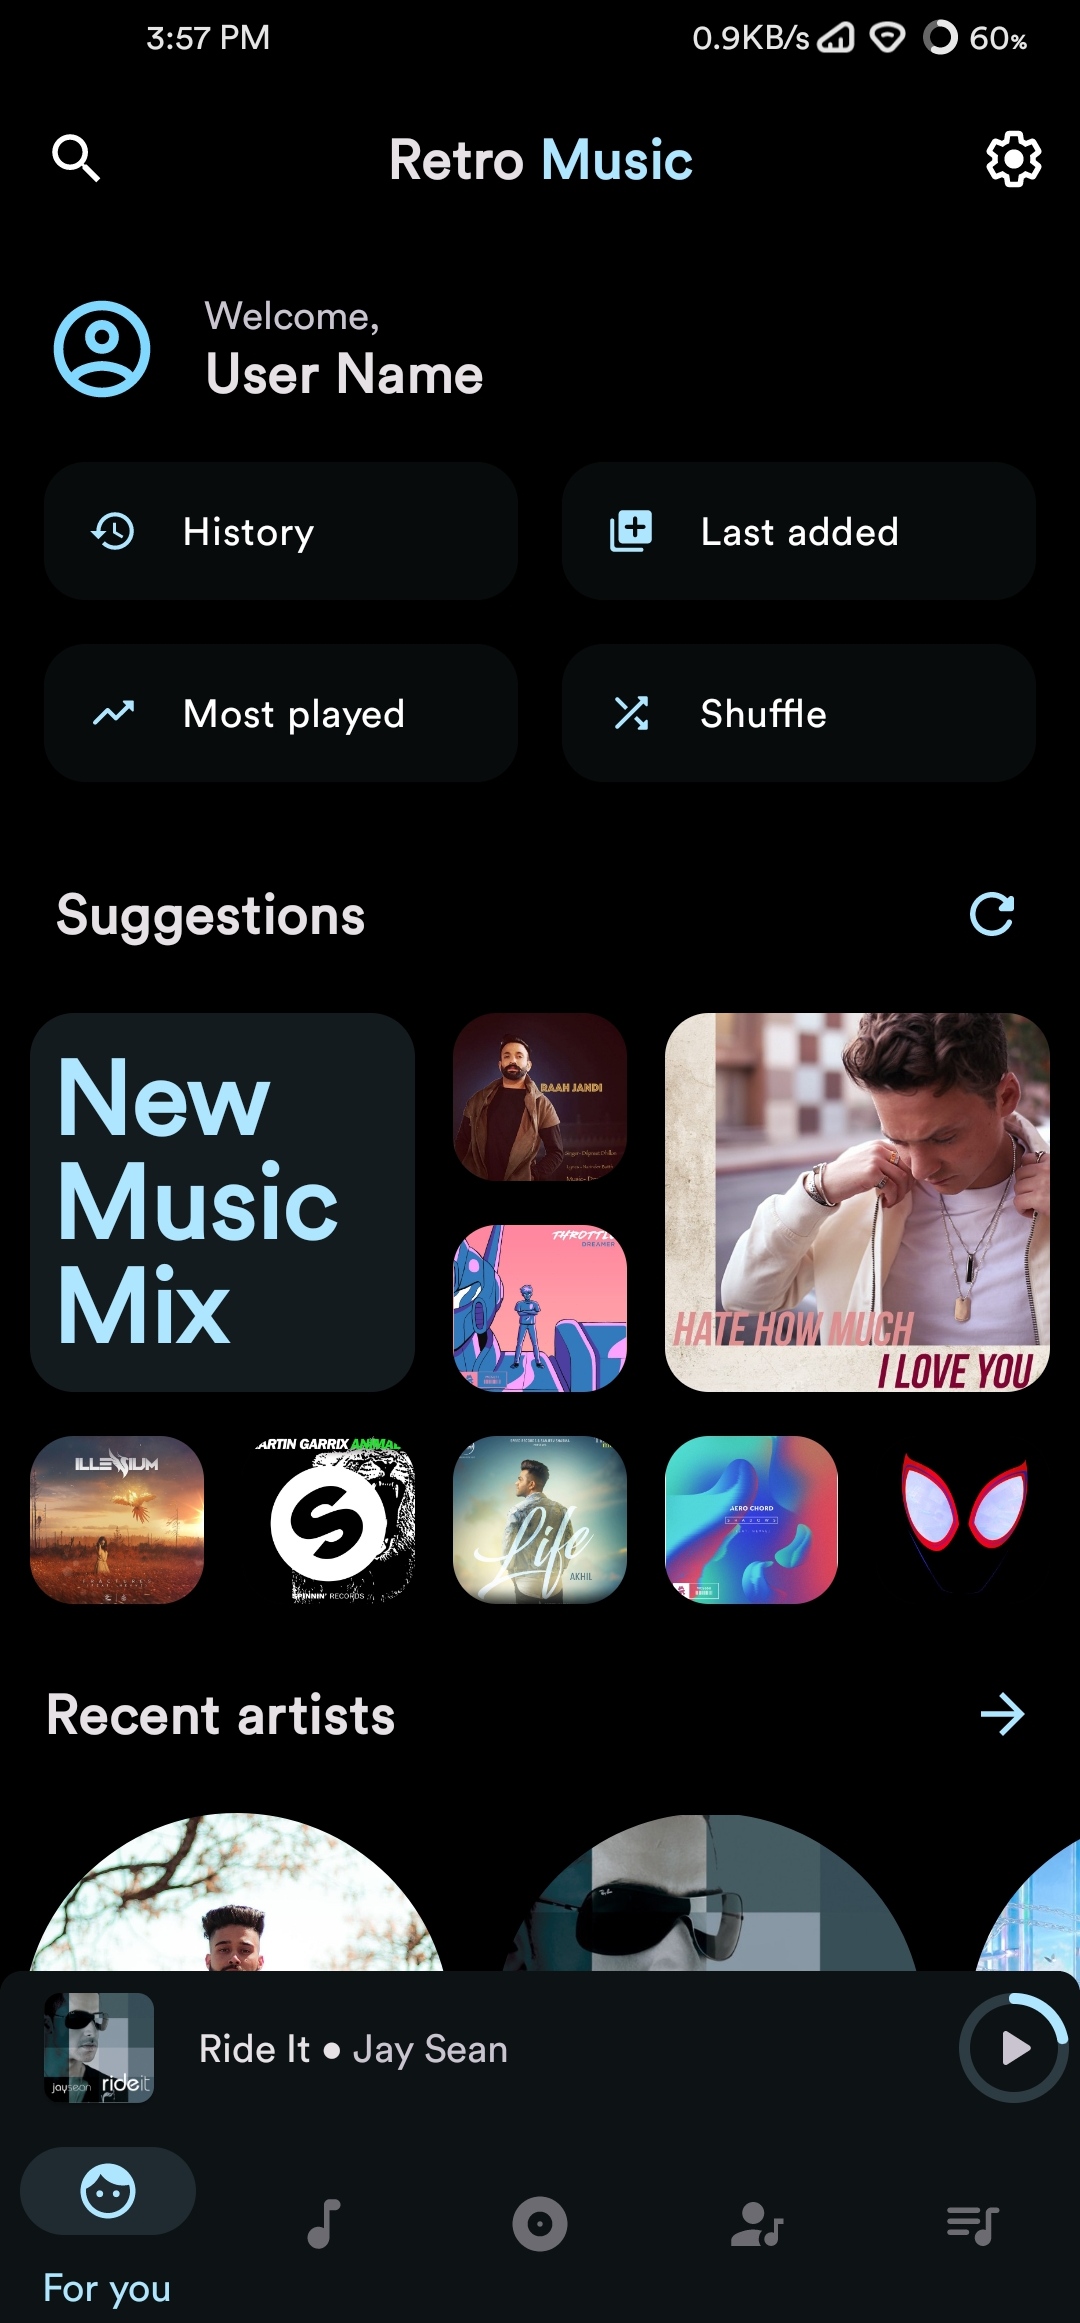 3:57 PM
0.9KB/s
60%
Retro Music
Welcome,
User Name
History
Last added
Most played
Shuffle
Suggestions
New
Music
Mix
RAAH JANDI
THROTTLE
DREAMER
HATE HOW MUCH
I LOVE YOU
ILLENIUM
ARTIN GARRIX ANIMAL
SPINNIN' RECORDS
Life
AKHIL
AERO CHORD
SHADOWS
Recent artists
jaysean rideit
Ride It • Jay Sean
For you